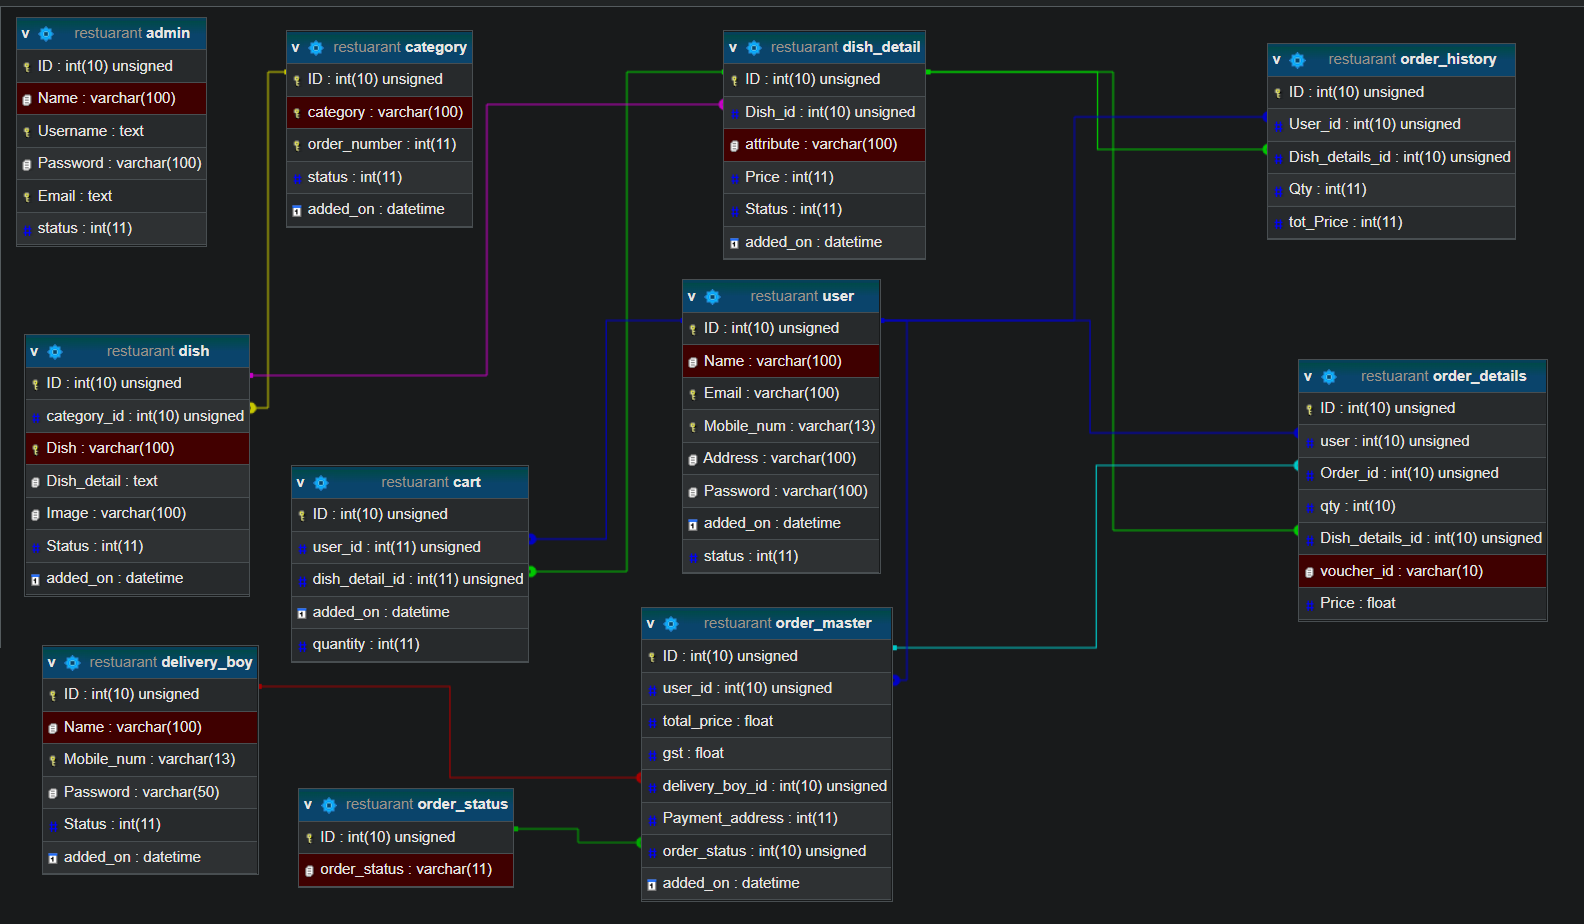 v restuarant admin
ID : int(10) unsigned
Name : varchar(100)
Username : text
Password : varchar(100)
Email : text
status : int(11)
v restuarant category
ID : int(10) unsigned
category : varchar(100)
order_number : int(11)
status : int(11)
added_on : datetime
v restuarant dish_detail
ID : int(10) unsigned
Dish_id : int(10) unsigned
attribute : varchar(100)
Price : int(11)
Status : int(11)
added_on : datetime
v restuarant order_history
ID : int(10) unsigned
User_id : int(10) unsigned
Dish_details_id : int(10) unsigned
Qty : int(11)
tot_Price : int(11)
v restuarant user
ID : int(10) unsigned
Name : varchar(100)
Email : varchar(100)
Mobile_num : varchar(13)
Address : varchar(100)
Password : varchar(100)
added_on : datetime
status : int(11)
v restuarant dish
ID : int(10) unsigned
category_id : int(10) unsigned
Dish : varchar(100)
Dish_detail : text
Image : varchar(100)
Status : int(11)
added_on : datetime
v restuarant order_details
ID : int(10) unsigned
user : int(10) unsigned
Order_id : int(10) unsigned
qty : int(10)
Dish_details_id : int(10) unsigned
voucher_id : varchar(10)
Price : float
v restuarant cart
ID : int(10) unsigned
user_id : int(11) unsigned
dish_detail_id : int(11) unsigned
added_on : datetime
quantity : int(11)
v restuarant order_master
ID : int(10) unsigned
user_id : int(10) unsigned
total_price : float
gst : float
delivery_boy_id : int(10) unsigned
Payment_address : int(11)
order_status : int(10) unsigned
added_on : datetime
v restuarant delivery_boy
ID : int(10) unsigned
Name : varchar(100)
Mobile_num : varchar(13)
Password : varchar(50)
Status : int(11)
added_on : datetime
v restuarant order_status
ID : int(10) unsigned
order_status : varchar(11)